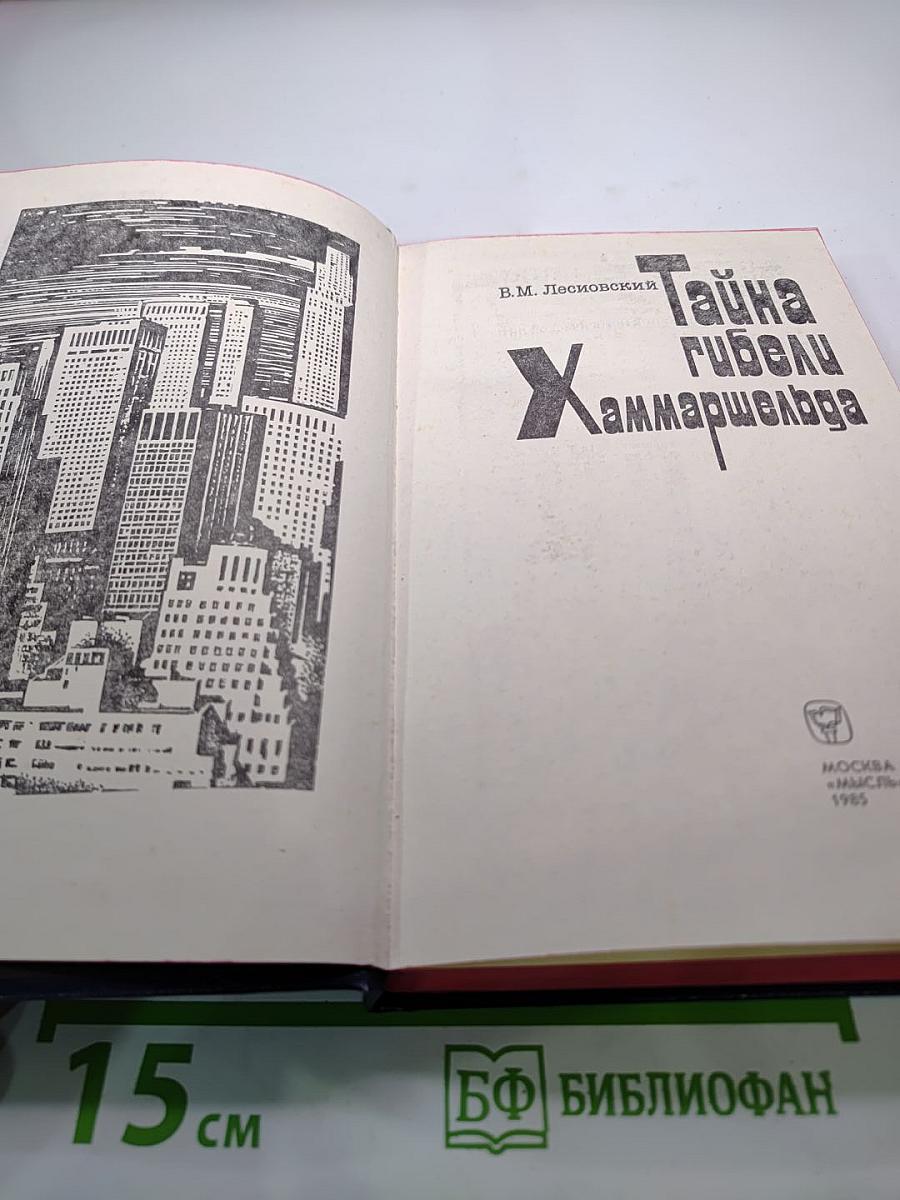 В.М. Лесиовский
Тайна
гибели
Хаммаршельда
МОСКВА
«МЫСЛЬ»
1985
15 см
БФ БИБЛИОФАН